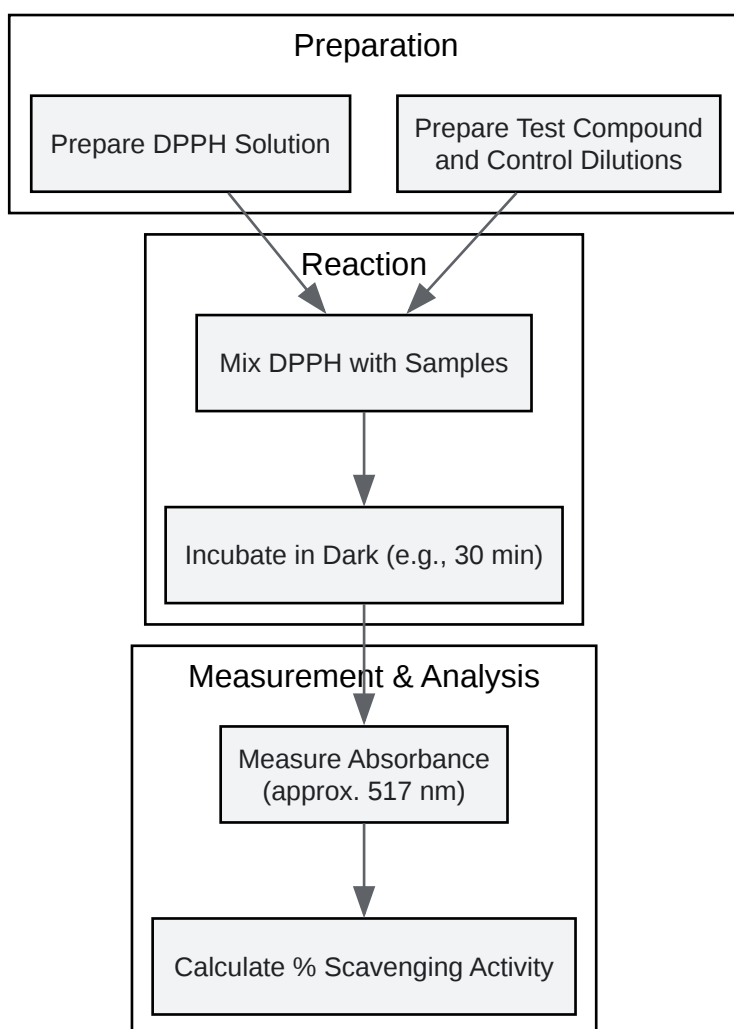 Preparation
Prepare DPPH Solution
Prepare Test Compound
and Control Dilutions
Reaction
Mix DPPH with Samples
Incubate in Dark (e.g., 30 min)
Measurement & Analysis
Measure Absorbance
(approx. 517 nm)
Calculate % Scavenging Activity